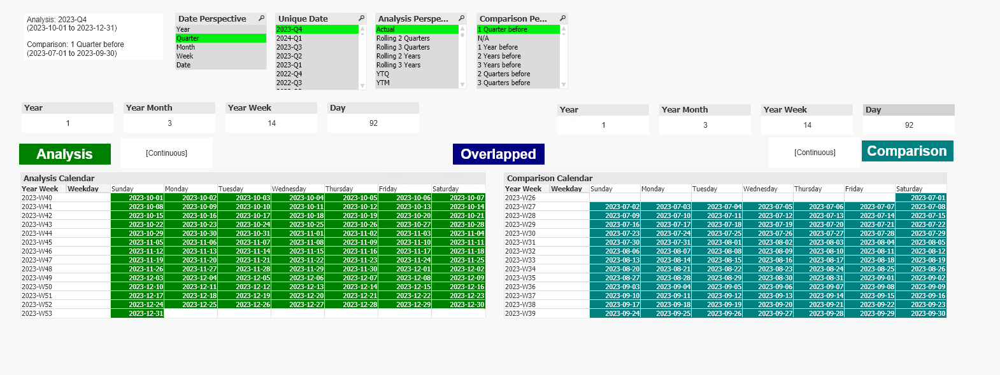 Analysis: 2023-Q4
(2023-10-01 to 2023-12-31)
Comparison: 1 Quarter before
(2023-07-01 to 2023-09-30)
Date Perspective
Year
Quarter
Month
Week
Date
Unique Date
2023-Q4
2024-Q1
2023-Q3
2023-Q2
2023-Q1
2022-Q4
2022-Q3
Analysis Perspe...
Actual
Rolling 2 Quarters
Rolling 3 Quarters
Rolling 2 Years
Rolling 3 Years
YTQ
YTM
Comparison Pe...
1 Quarter before
N/A
1 Year before
2 Years before
3 Years before
2 Quarters before
3 Quarters before
Year Year Month Year Week Day
1 3 14 92
Year Year Month Year Week Day
1 3 14 92
Analysis
[Continuous]
Overlapped
[Continuous]
Comparison
Analysis Calendar
Year Week Weekday Sunday Monday Tuesday Wednesday Thursday Friday Saturday
2023-W40 2023-10-01 2023-10-02 2023-10-03 2023-10-04 2023-10-05 2023-10-06 2023-10-07
2023-W41 2023-10-08 2023-10-09 2023-10-10 2023-10-11 2023-10-12 2023-10-13 2023-10-14
2023-W42 2023-10-15 2023-10-16 2023-10-17 2023-10-18 2023-10-19 2023-10-20 2023-10-21
2023-W43 2023-10-22 2023-10-23 2023-10-24 2023-10-25 2023-10-26 2023-10-27 2023-10-28
2023-W44 2023-10-29 2023-10-30 2023-10-31 2023-11-01 2023-11-02 2023-11-03 2023-11-04
2023-W45 2023-11-05 2023-11-06 2023-11-07 2023-11-08 2023-11-09 2023-11-10 2023-11-11
2023-W46 2023-11-12 2023-11-13 2023-11-14 2023-11-15 2023-11-16 2023-11-17 2023-11-18
2023-W47 2023-11-19 2023-11-20 2023-11-21 2023-11-22 2023-11-23 2023-11-24 2023-11-25
2023-W48 2023-11-26 2023-11-27 2023-11-28 2023-11-29 2023-11-30 2023-12-01 2023-12-02
2023-W49 2023-12-03 2023-12-04 2023-12-05 2023-12-06 2023-12-07 2023-12-08 2023-12-09
2023-W50 2023-12-10 2023-12-11 2023-12-12 2023-12-13 2023-12-14 2023-12-15 2023-12-16
2023-W51 2023-12-17 2023-12-18 2023-12-19 2023-12-20 2023-12-21 2023-12-22 2023-12-23
2023-W52 2023-12-24 2023-12-25 2023-12-26 2023-12-27 2023-12-28 2023-12-29 2023-12-30
2023-W53 2023-12-31
Comparison Calendar
Year Week Weekday Sunday Monday Tuesday Wednesday Thursday Friday Saturday
2023-W26 2023-07-01
2023-W27 2023-07-02 2023-07-03 2023-07-04 2023-07-05 2023-07-06 2023-07-07 2023-07-08
2023-W28 2023-07-09 2023-07-10 2023-07-11 2023-07-12 2023-07-13 2023-07-14 2023-07-15
2023-W29 2023-07-16 2023-07-17 2023-07-18 2023-07-19 2023-07-20 2023-07-21 2023-07-22
2023-W30 2023-07-23 2023-07-24 2023-07-25 2023-07-26 2023-07-27 2023-07-28 2023-07-29
2023-W31 2023-07-30 2023-07-31 2023-08-01 2023-08-02 2023-08-03 2023-08-04 2023-08-05
2023-W32 2023-08-06 2023-08-07 2023-08-08 2023-08-09 2023-08-10 2023-08-11 2023-08-12
2023-W33 2023-08-13 2023-08-14 2023-08-15 2023-08-16 2023-08-17 2023-08-18 2023-08-19
2023-W34 2023-08-20 2023-08-21 2023-08-22 2023-08-23 2023-08-24 2023-08-25 2023-08-26
2023-W35 2023-08-27 2023-08-28 2023-08-29 2023-08-30 2023-08-31 2023-09-01 2023-09-02
2023-W36 2023-09-03 2023-09-04 2023-09-05 2023-09-06 2023-09-07 2023-09-08 2023-09-09
2023-W37 2023-09-10 2023-09-11 2023-09-12 2023-09-13 2023-09-14 2023-09-15 2023-09-16
2023-W38 2023-09-17 2023-09-18 2023-09-19 2023-09-20 2023-09-21 2023-09-22 2023-09-23
2023-W39 2023-09-24 2023-09-25 2023-09-26 2023-09-27 2023-09-28 2023-09-29 2023-09-30